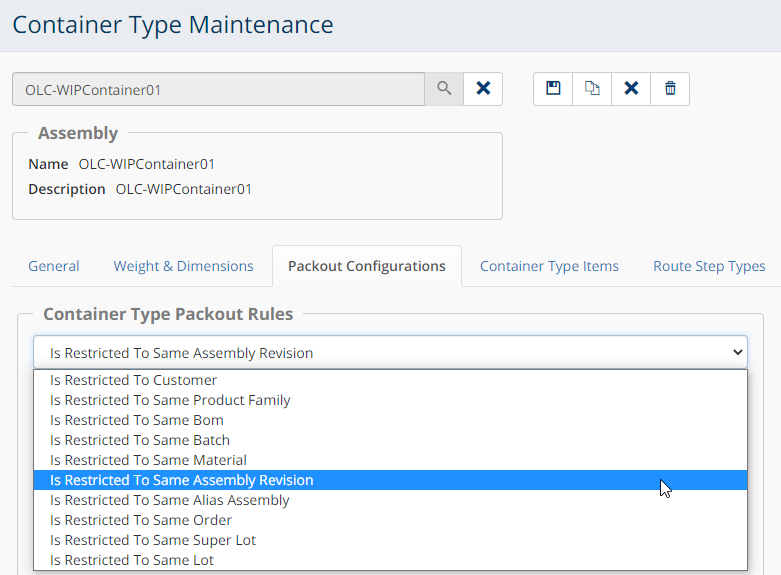 Container Type Maintenance
OLC-WIPContainer01
Assembly
Name OLC-WIPContainer01
Description OLC-WIPContainer01
General Weight & Dimensions Packout Configurations Container Type Items Route Step Types
Container Type Packout Rules
Is Restricted To Same Assembly Revision
Is Restricted To Customer
Is Restricted To Same Product Family
Is Restricted To Same Bom
Is Restricted To Same Batch
Is Restricted To Same Material
Is Restricted To Same Assembly Revision
Is Restricted To Same Alias Assembly
Is Restricted To Same Order
Is Restricted To Same Super Lot
Is Restricted To Same Lot